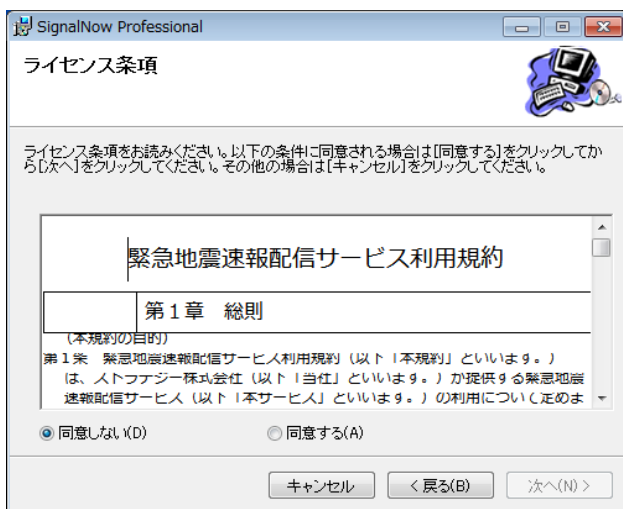 SignalNow Professional
ライセンス条項
ライセンス条項をお読みください。以下の条件に同意される場合は[同意する]をクリックしてか
ら[次へ]をクリックしてください。その他の場合は[キャンセル]をクリックしてください。
緊急地震速報配信サービス利用規約
第1章 総則
(本規約の目的)
第1条 緊急地震速報配信サービス利用規約(以下「本規約」といいます。)
は、ストラテジー株式会社(以下「当社」といいます。)が提供する緊急地震
速報配信サービス(以下「本サービス」といいます。)の利用について定めま
同意しない(D)
同意する(A)
キャンセル
< 戻る(B)
次へ(N) >